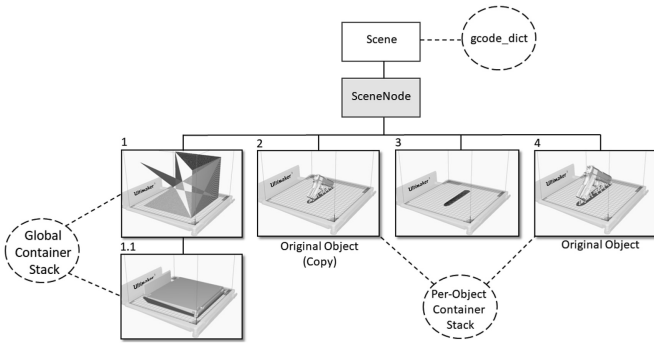 Scene
gcode_dict
SceneNode
1
2
3
4
Ultimaker
Ultimaker
Ultimaker
Ultimaker
Original Object
(Copy)
Original Object
Global
Container
Stack
1.1
Ultimaker
Per-Object
Container
Stack